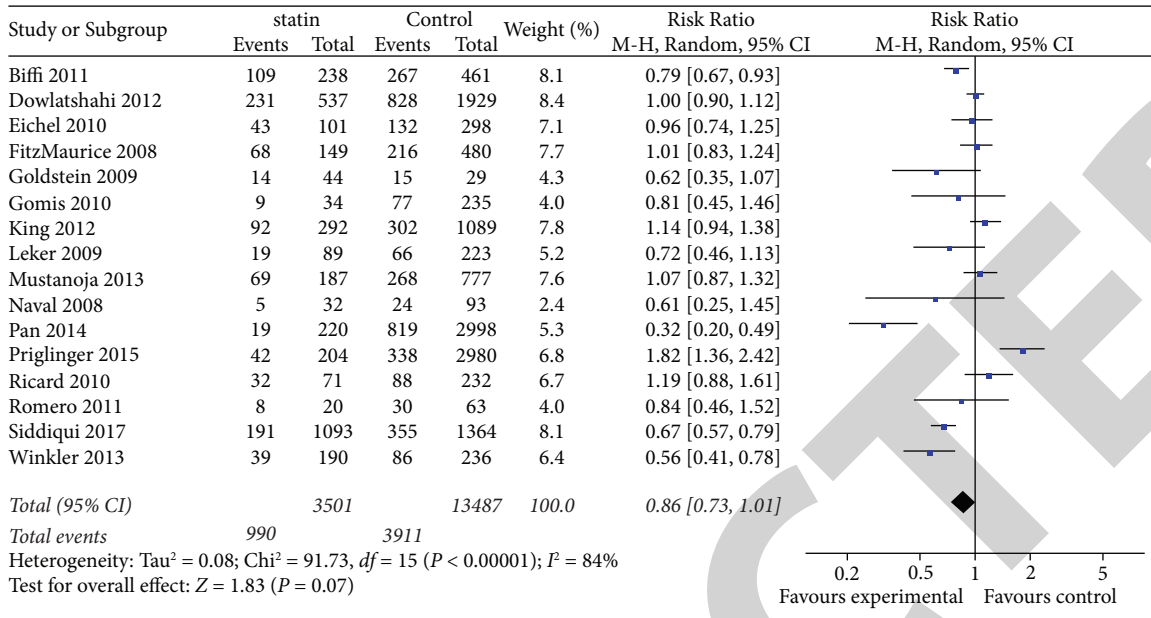 Study or Subgroup statin Control Weight (%) Risk Ratio Risk Ratio
Events Total Events Total M-H, Random, 95% CI M-H, Random, 95% CI
Biffi 2011 109 238 267 461 8.1 0.79 [0.67, 0.93]
Dowlatshahi 2012 231 537 828 1929 8.4 1.00 [0.90, 1.12]
Eichel 2010 43 101 132 298 7.1 0.96 [0.74, 1.25]
FitzMaurice 2008 68 149 216 480 7.7 1.01 [0.83, 1.24]
Goldstein 2009 14 44 15 29 4.3 0.62 [0.35, 1.07]
Gomis 2010 9 34 77 235 4.0 0.81 [0.45, 1.46]
King 2012 92 292 302 1089 7.8 1.14 [0.94, 1.38]
Leker 2009 19 89 66 223 5.2 0.72 [0.46, 1.13]
Mustanoja 2013 69 187 268 777 7.6 1.07 [0.87, 1.32]
Naval 2008 5 32 24 93 2.4 0.61 [0.25, 1.45]
Pan 2014 19 220 819 2998 5.3 0.32 [0.20, 0.49]
Priglinger 2015 42 204 338 2980 6.8 1.82 [1.36, 2.42]
Ricard 2010 32 71 88 232 6.7 1.19 [0.88, 1.61]
Romero 2011 8 20 30 63 4.0 0.84 [0.46, 1.52]
Siddiqui 2017 191 1093 355 1364 8.1 0.67 [0.57, 0.79]
Winkler 2013 39 190 86 236 6.4 0.56 [0.41, 0.78]
Total (95% CI) 3501 13487 100.0 0.86 [0.73, 1.01]
Total events 990 3911
Heterogeneity: Tau² = 0.08; Chi² = 91.73, df = 15 (P < 0.00001); I² = 84%
Test for overall effect: Z = 1.83 (P = 0.07)
0.2 0.5 1 2 5
Favours experimental Favours control